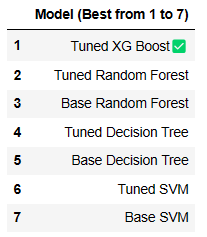 Model (Best from 1 to 7)
1 Tuned XG Boost ✅
2 Tuned Random Forest
3 Base Random Forest
4 Tuned Decision Tree
5 Base Decision Tree
6 Tuned SVM
7 Base SVM